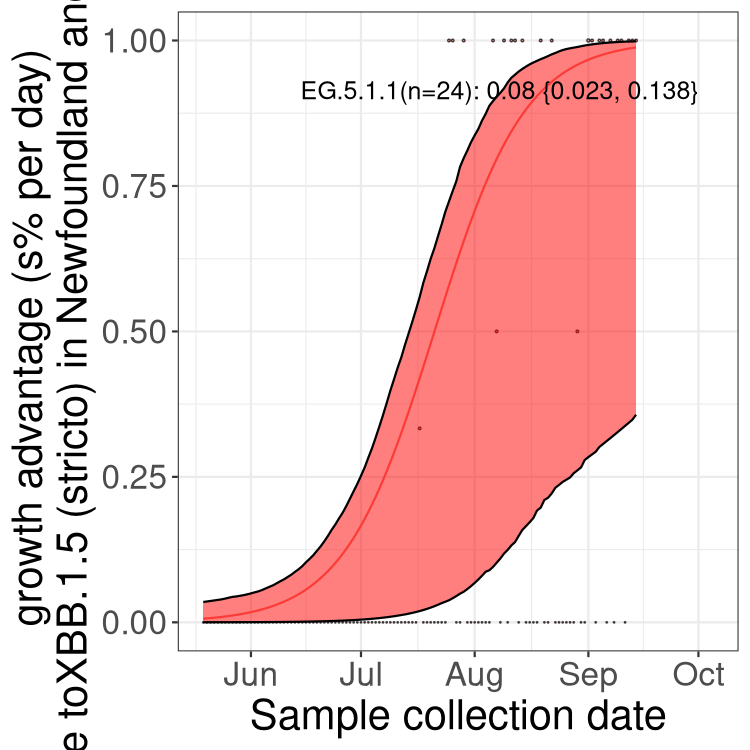 growth advantage (s% per day)
toXBB.1.5 (stricto) in Newfoundland
1.00
0.75
0.50
0.25
0.00
EG.5.1.1(n=24): 0.08 {0.023, 0.138}
Jun Jul Aug Sep Oct
Sample collection date